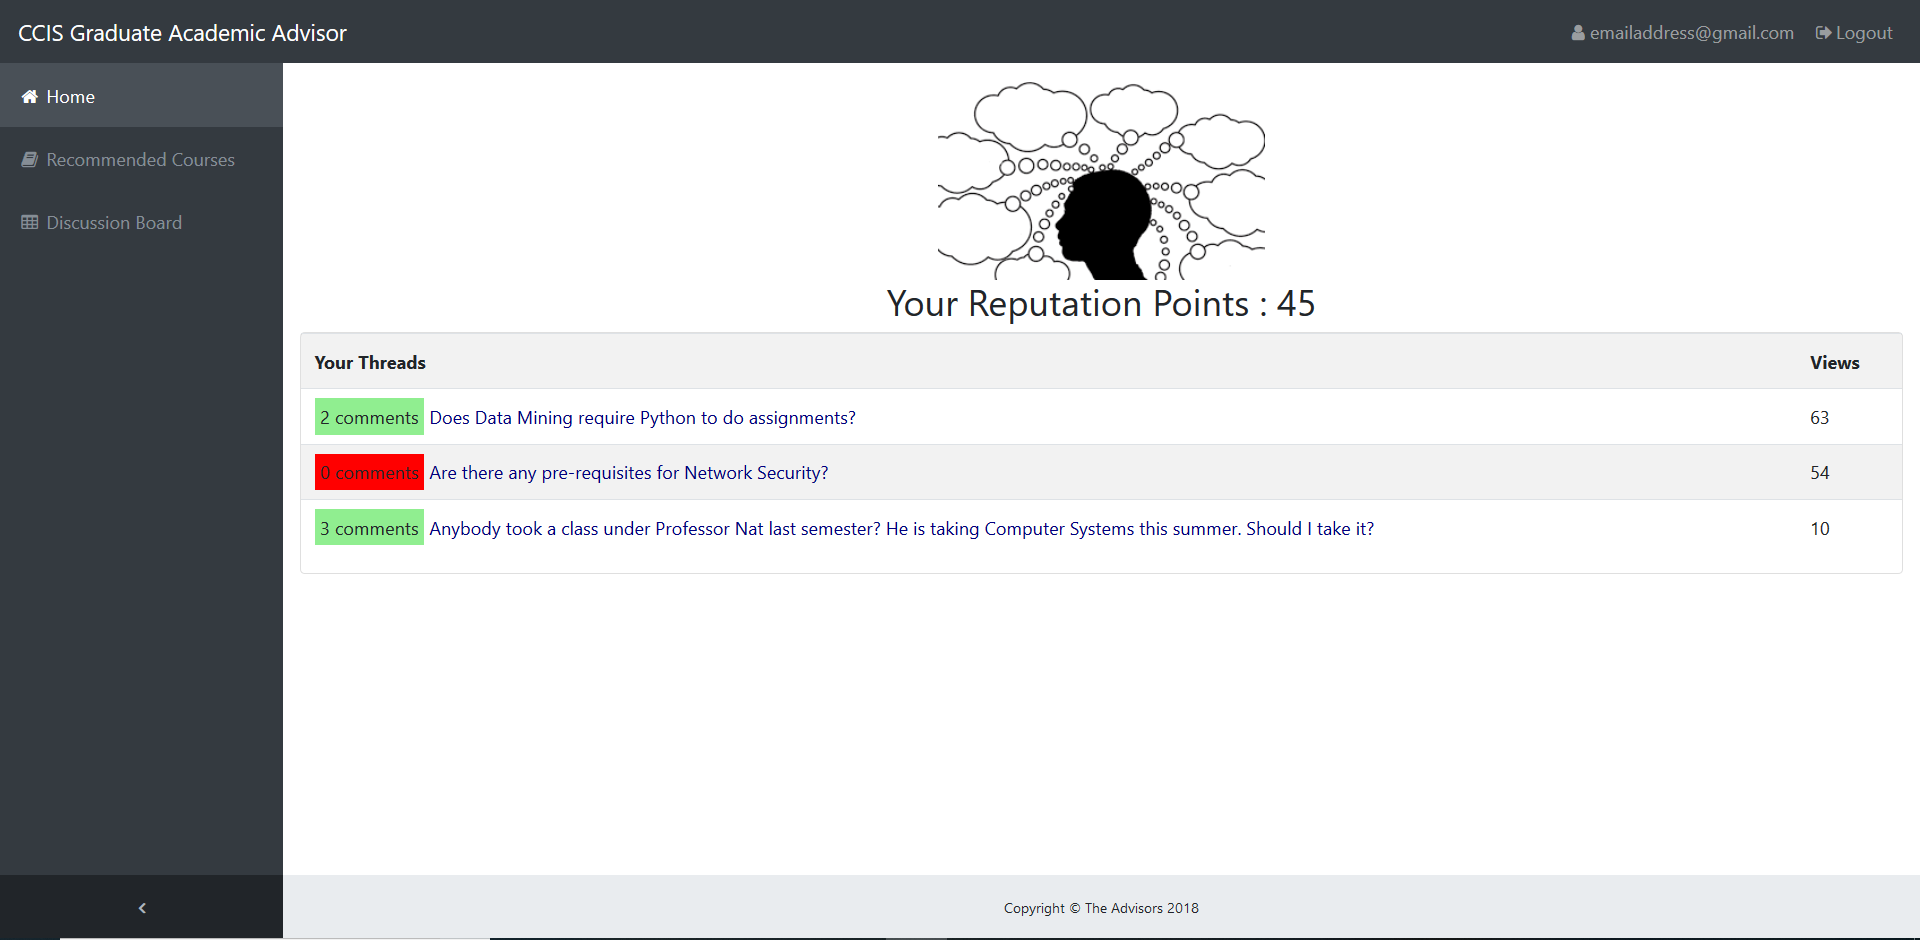 CCIS Graduate Academic Advisor
emailaddress@gmail.com Logout
Home
Recommended Courses
Discussion Board
Your Reputation Points : 45
Your Threads Views
2 comments Does Data Mining require Python to do assignments? 63
0 comments Are there any pre-requisites for Network Security? 54
3 comments Anybody took a class under Professor Nat last semester? He is taking Computer Systems this summer. Should I take it? 10
Copyright © The Advisors 2018